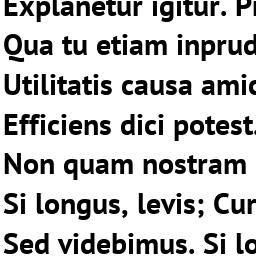 Explanetur igitur. P
Qua tu etiam inprud
Utilitatis causa amic
Efficiens dici potest.
Non quam nostram
Si longus, levis; Cur
Sed videbimus. Si lo